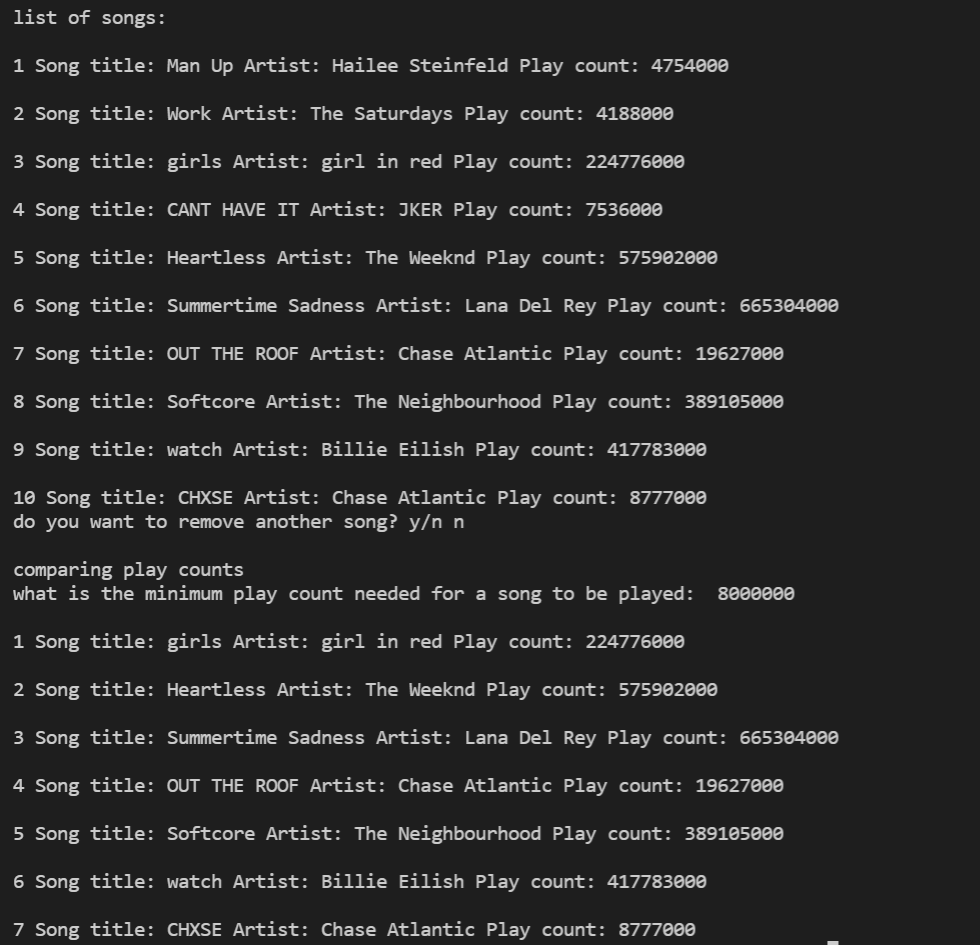 list of songs:
1 Song title: Man Up Artist: Hailee Steinfeld Play count: 4754000
2 Song title: Work Artist: The Saturdays Play count: 4188000
3 Song title: girls Artist: girl in red Play count: 224776000
4 Song title: CANT HAVE IT Artist: JKER Play count: 7536000
5 Song title: Heartless Artist: The Weeknd Play count: 575902000
6 Song title: Summertime Sadness Artist: Lana Del Rey Play count: 665304000
7 Song title: OUT THE ROOF Artist: Chase Atlantic Play count: 19627000
8 Song title: Softcore Artist: The Neighbourhood Play count: 389105000
9 Song title: watch Artist: Billie Eilish Play count: 417783000
10 Song title: CHXSE Artist: Chase Atlantic Play count: 8777000
do you want to remove another song? y/n n
comparing play counts
what is the minimum play count needed for a song to be played:  8000000
1 Song title: girls Artist: girl in red Play count: 224776000
2 Song title: Heartless Artist: The Weeknd Play count: 575902000
3 Song title: Summertime Sadness Artist: Lana Del Rey Play count: 665304000
4 Song title: OUT THE ROOF Artist: Chase Atlantic Play count: 19627000
5 Song title: Softcore Artist: The Neighbourhood Play count: 389105000
6 Song title: watch Artist: Billie Eilish Play count: 417783000
7 Song title: CHXSE Artist: Chase Atlantic Play count: 8777000